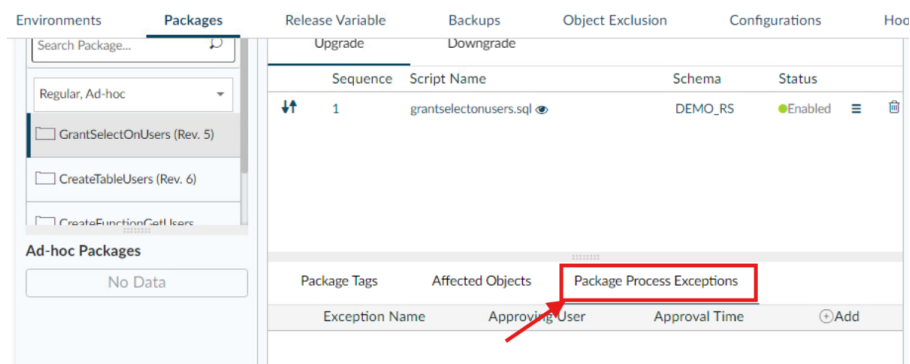 Environments Packages Release Variable Backups Object Exclusion Configurations Hoo
Search Package...
Upgrade Downgrade
Sequence Script Name Schema Status
Regular, Ad-hoc
1 grantselectonusers.sql DEMO_RS Enabled
GrantSelectOnUsers (Rev. 5)
CreateTableUsers (Rev. 6)
CreateFunctionGetUsers
Ad-hoc Packages
No Data
Package Tags Affected Objects Package Process Exceptions
Exception Name Approving User Approval Time Add